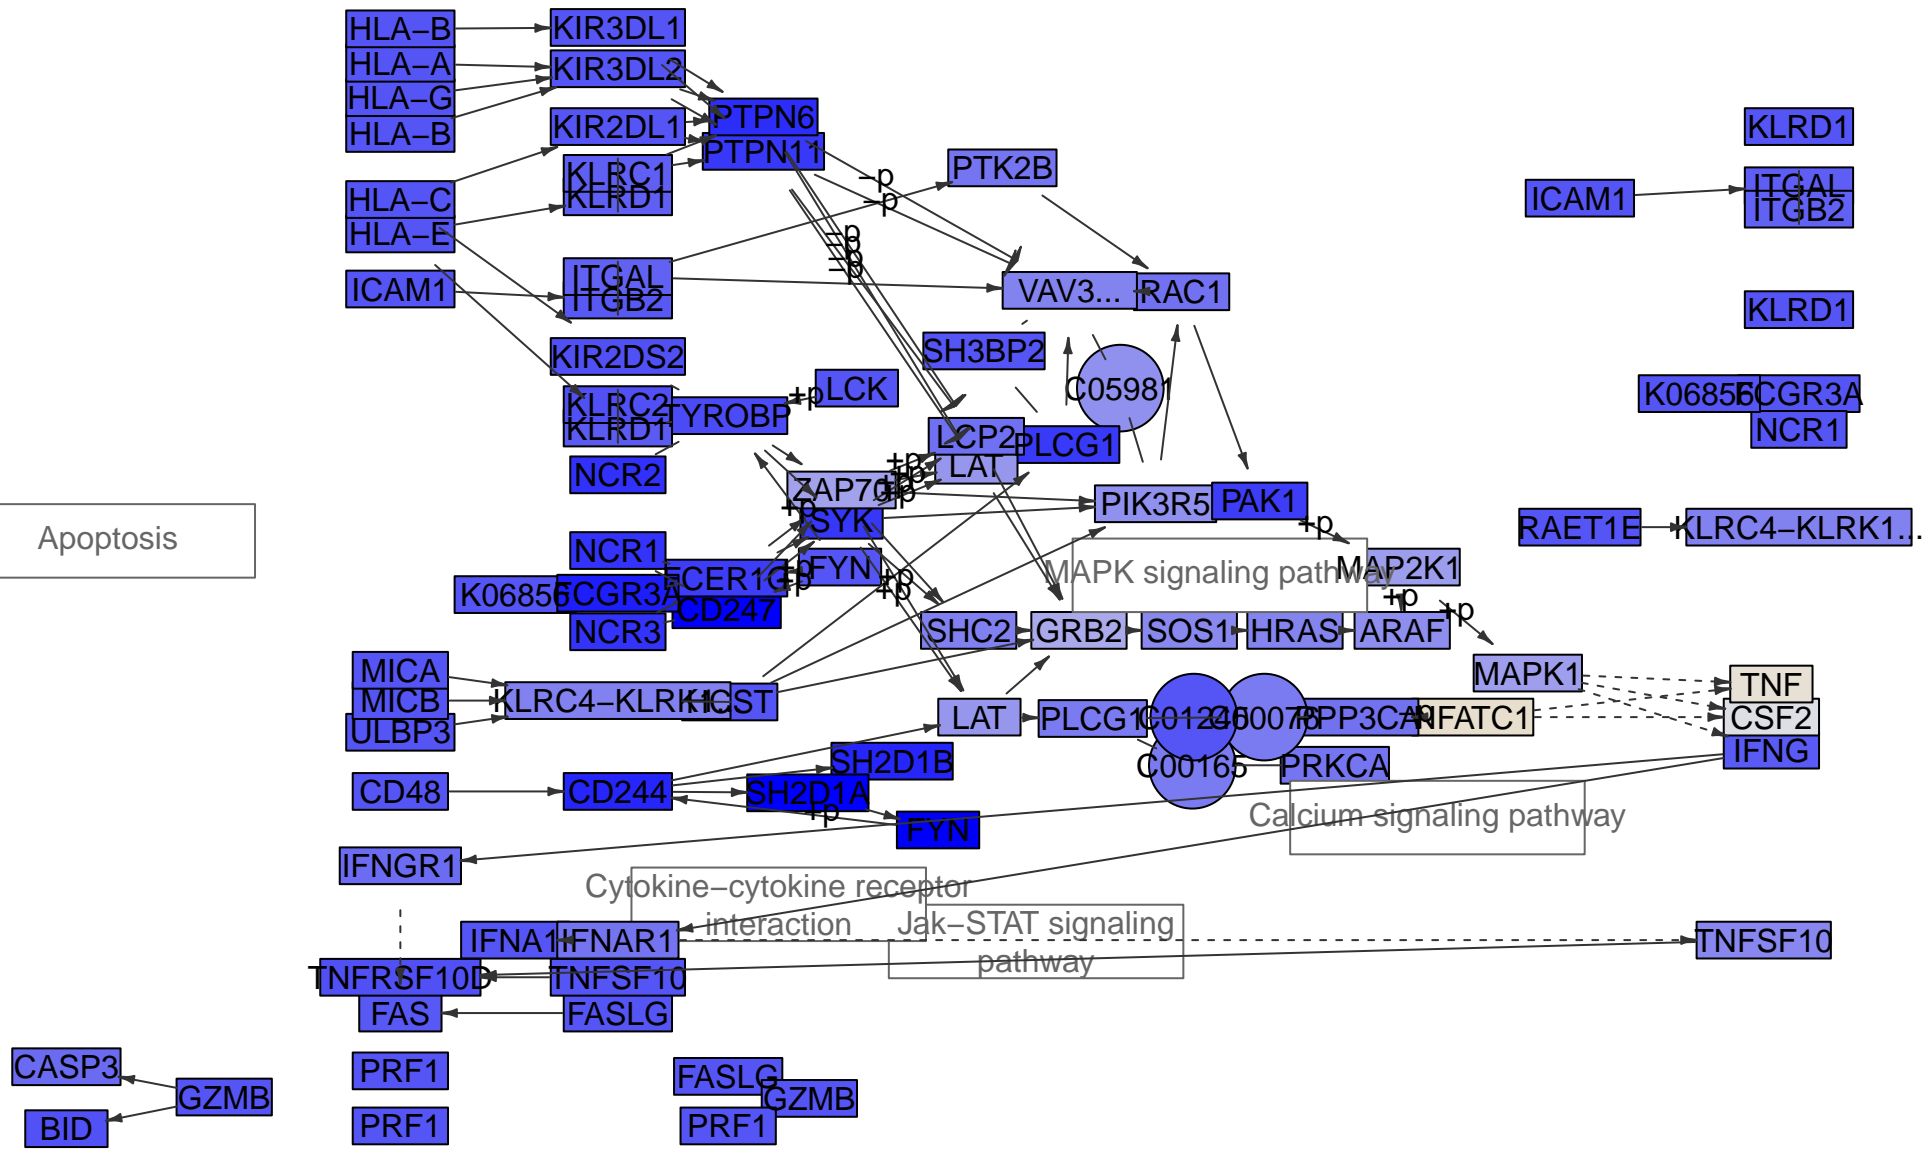 HLA−B
KIR3DL1
HLA−A
KIR3DL2
HLA−G
HLA−B
KIR2DL1
PTPN6
PTPN11
KLRC1
KLRD1
HLA−C
HLA−E
ICAM1
ITGAL
ITGB2
PTK2B
−p
−p
−p
−p
−p
−p
VAV3...
RAC1
KLRD1
ICAM1
ITGAL
ITGB2
KLRD1
K06856
FCGR3A
NCR1
KIR2DS2
KLRC2
KLRD1
TYROBP
+p
LCK
SH3BP2
C05981
LCP2
PLCG1
LAT
NCR2
ZAP70
+p
+p
+p
+p
+p
SYK
PIK3R5
PAK1
+p
RAET1E
KLRC4−KLRK1...
Apoptosis
NCR1
FCER1G
+p
+p
FYN
+p
+p
MAPK signaling pathway
MAP2K1
+p
+p
K06856
FCGR3A
CD247
NCR3
SHC2
GRB2
SOS1
HRAS
ARAF
MICA
MICB
ULBP3
KLRC4−KLRK1...
HCST
LAT
PLCG1
C01245
C00076
C00165
PPP3CA
NFATC1
PRKCA
MAPK1
TNF
CSF2
IFNG
CD48
CD244
SH2D1B
SH2D1A
+p
FYN
Calcium signaling pathway
IFNGR1
Cytokine−cytokine receptor
interaction
Jak−STAT signaling
pathway
IFNA1
IFNAR1
TNFSF10
TNFRSF10D
TNFSF10
FAS
FASLG
CASP3
GZMB
BID
PRF1
PRF1
FASLG
GZMB
PRF1